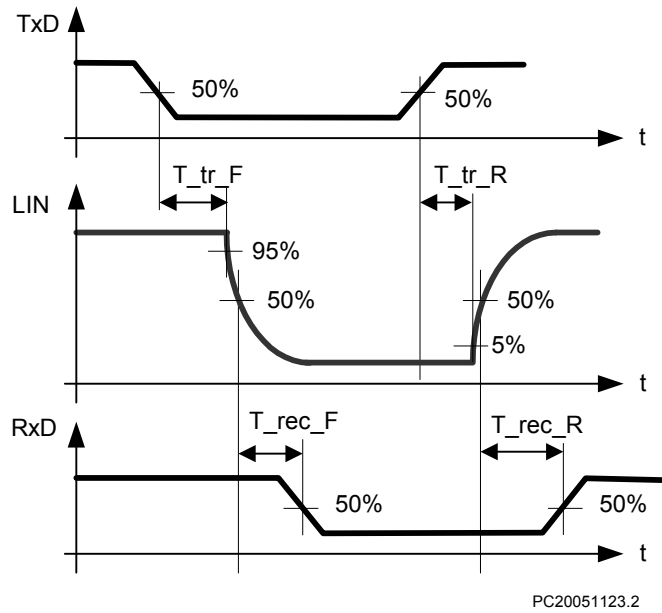 TxD
50%
50%
t
T_tr_F
T_tr_R
LIN
95%
50%
50%
5%
t
RxD
T_rec_F
T_rec_R
50%
50%
t
PC20051123.2